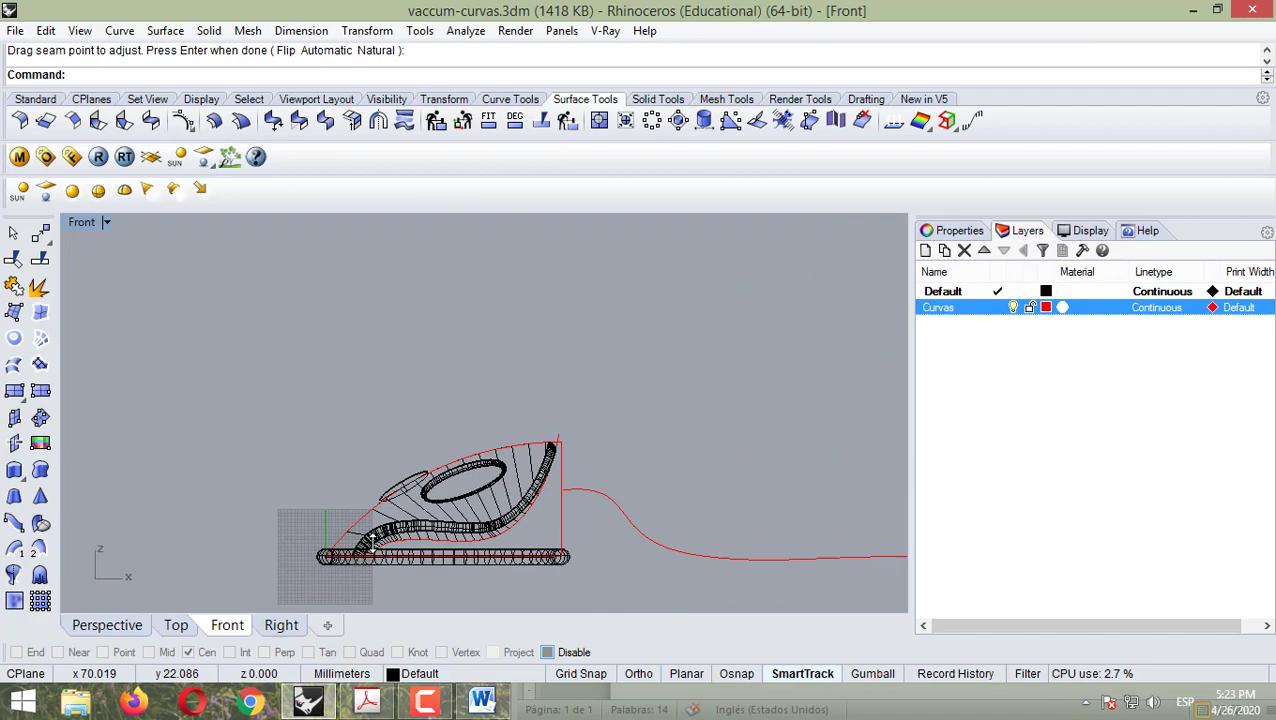 vaccum-curvas.3dm (1418 KB) - Rhinoceros (Educational) (64-bit) - [Front]
File Edit View Curve Surface Solid Mesh Dimension Transform Tools Analyze Render Panels V-Ray Help
Drag seam point to adjust. Press Enter when done ( Flip Automatic Natural ):
Command:
Standard CPlanes Set View Display Select Viewport Layout Visibility Transform Curve Tools Surface Tools Solid Tools Mesh Tools Render Tools Drafting New in V5
FIT DEG
M R RT SUN ?
SUN
Front
Properties Layers Display Help
Name Material Linetype Print Width
Default Continuous Default
Curvas Continuous Default
z
x
Perspective Top Front Right
End Near Point Mid Cen Int Perp Tan Quad Knot Vertex Project Disable
CPlane x 70.019 y 22.086 z 0.000 Millimeters Default Grid Snap Ortho Planar Osnap SmartTrack Gumball Record History Filter CPU use: 2.7 %
Página: 1 de 1 Palabras: 14 Inglés (Estados Unidos) ESP
5:23 PM
4/26/2020